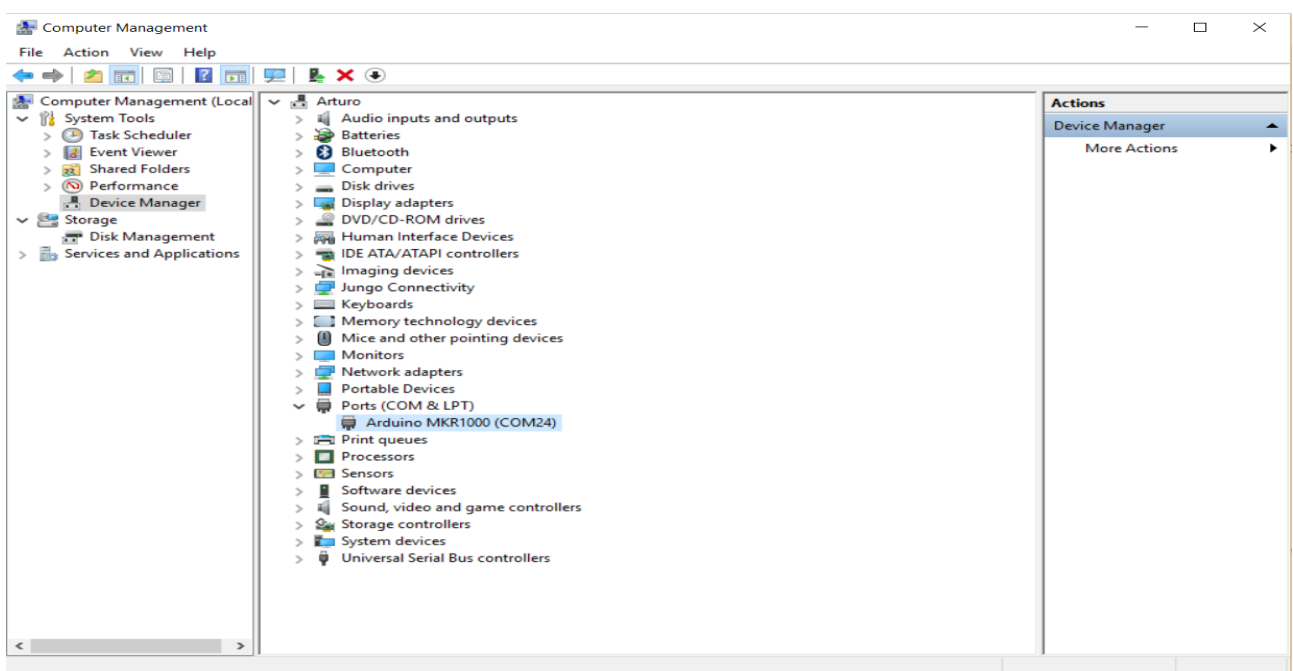 Computer Management
File Action View Help
Computer Management (Local
System Tools
Task Scheduler
Event Viewer
Shared Folders
Performance
Device Manager
Storage
Disk Management
Services and Applications
Arturo
Audio inputs and outputs
Batteries
Bluetooth
Computer
Disk drives
Display adapters
DVD/CD-ROM drives
Human Interface Devices
IDE ATA/ATAPI controllers
Imaging devices
Jungo Connectivity
Keyboards
Memory technology devices
Mice and other pointing devices
Monitors
Network adapters
Portable Devices
Ports (COM & LPT)
Arduino MKR1000 (COM24)
Print queues
Processors
Sensors
Software devices
Sound, video and game controllers
Storage controllers
System devices
Universal Serial Bus controllers
Actions
Device Manager
More Actions